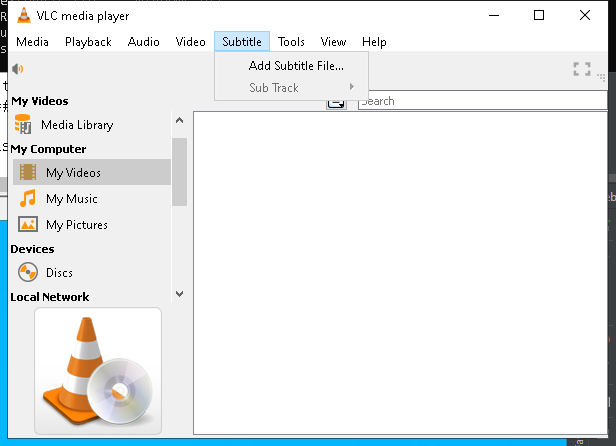 VLC media player
Media Playback Audio Video Subtitle Tools View Help
Add Subtitle File...
Sub Track
Search
My Videos
Media Library
My Computer
My Videos
My Music
My Pictures
Devices
Discs
Local Network